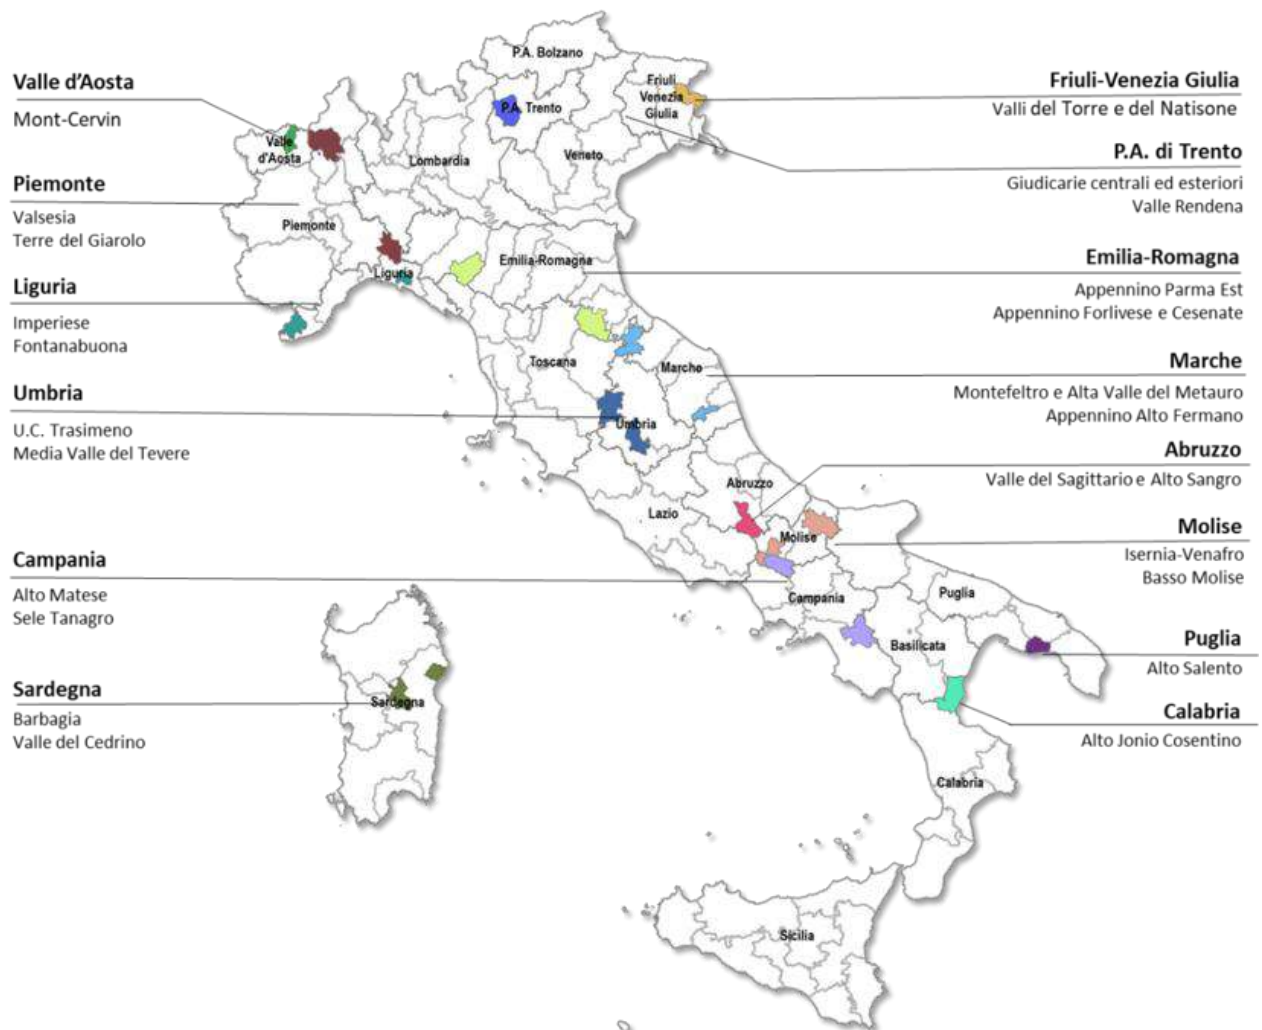 Valle d'Aosta
Mont-Cervin
Piemonte
Valsesia
Terre del Giarolo
Liguria
Imperiese
Fontanabuona
Umbria
U.C. Trasimeno
Media Valle del Tevere
Campania
Alto Matese
Sele Tanagro
Sardegna
Barbagia
Valle del Cedrino
P.A. Bolzano
P.A. Trento
Friuli
Venezia
Giulia
Valle
d'Aosta
Lombardia
Veneto
Piemonte
Liguria
Emilia-Romagna
Toscana
Marche
Umbria
Abruzzo
Lazio
Molise
Campania
Puglia
Basilicata
Sardegna
Calabria
Sicilia
Friuli-Venezia Giulia
Valli del Torre e del Natisone
P.A. di Trento
Giudicarie centrali ed esteriori
Valle Rendena
Emilia-Romagna
Appennino Parma Est
Appennino Forlivese e Cesenate
Marche
Montefeltro e Alta Valle del Metauro
Appennino Alto Fermano
Abruzzo
Valle del Sagittario e Alto Sangro
Molise
Isernia-Venafro
Basso Molise
Puglia
Alto Salento
Calabria
Alto Jonio Cosentino